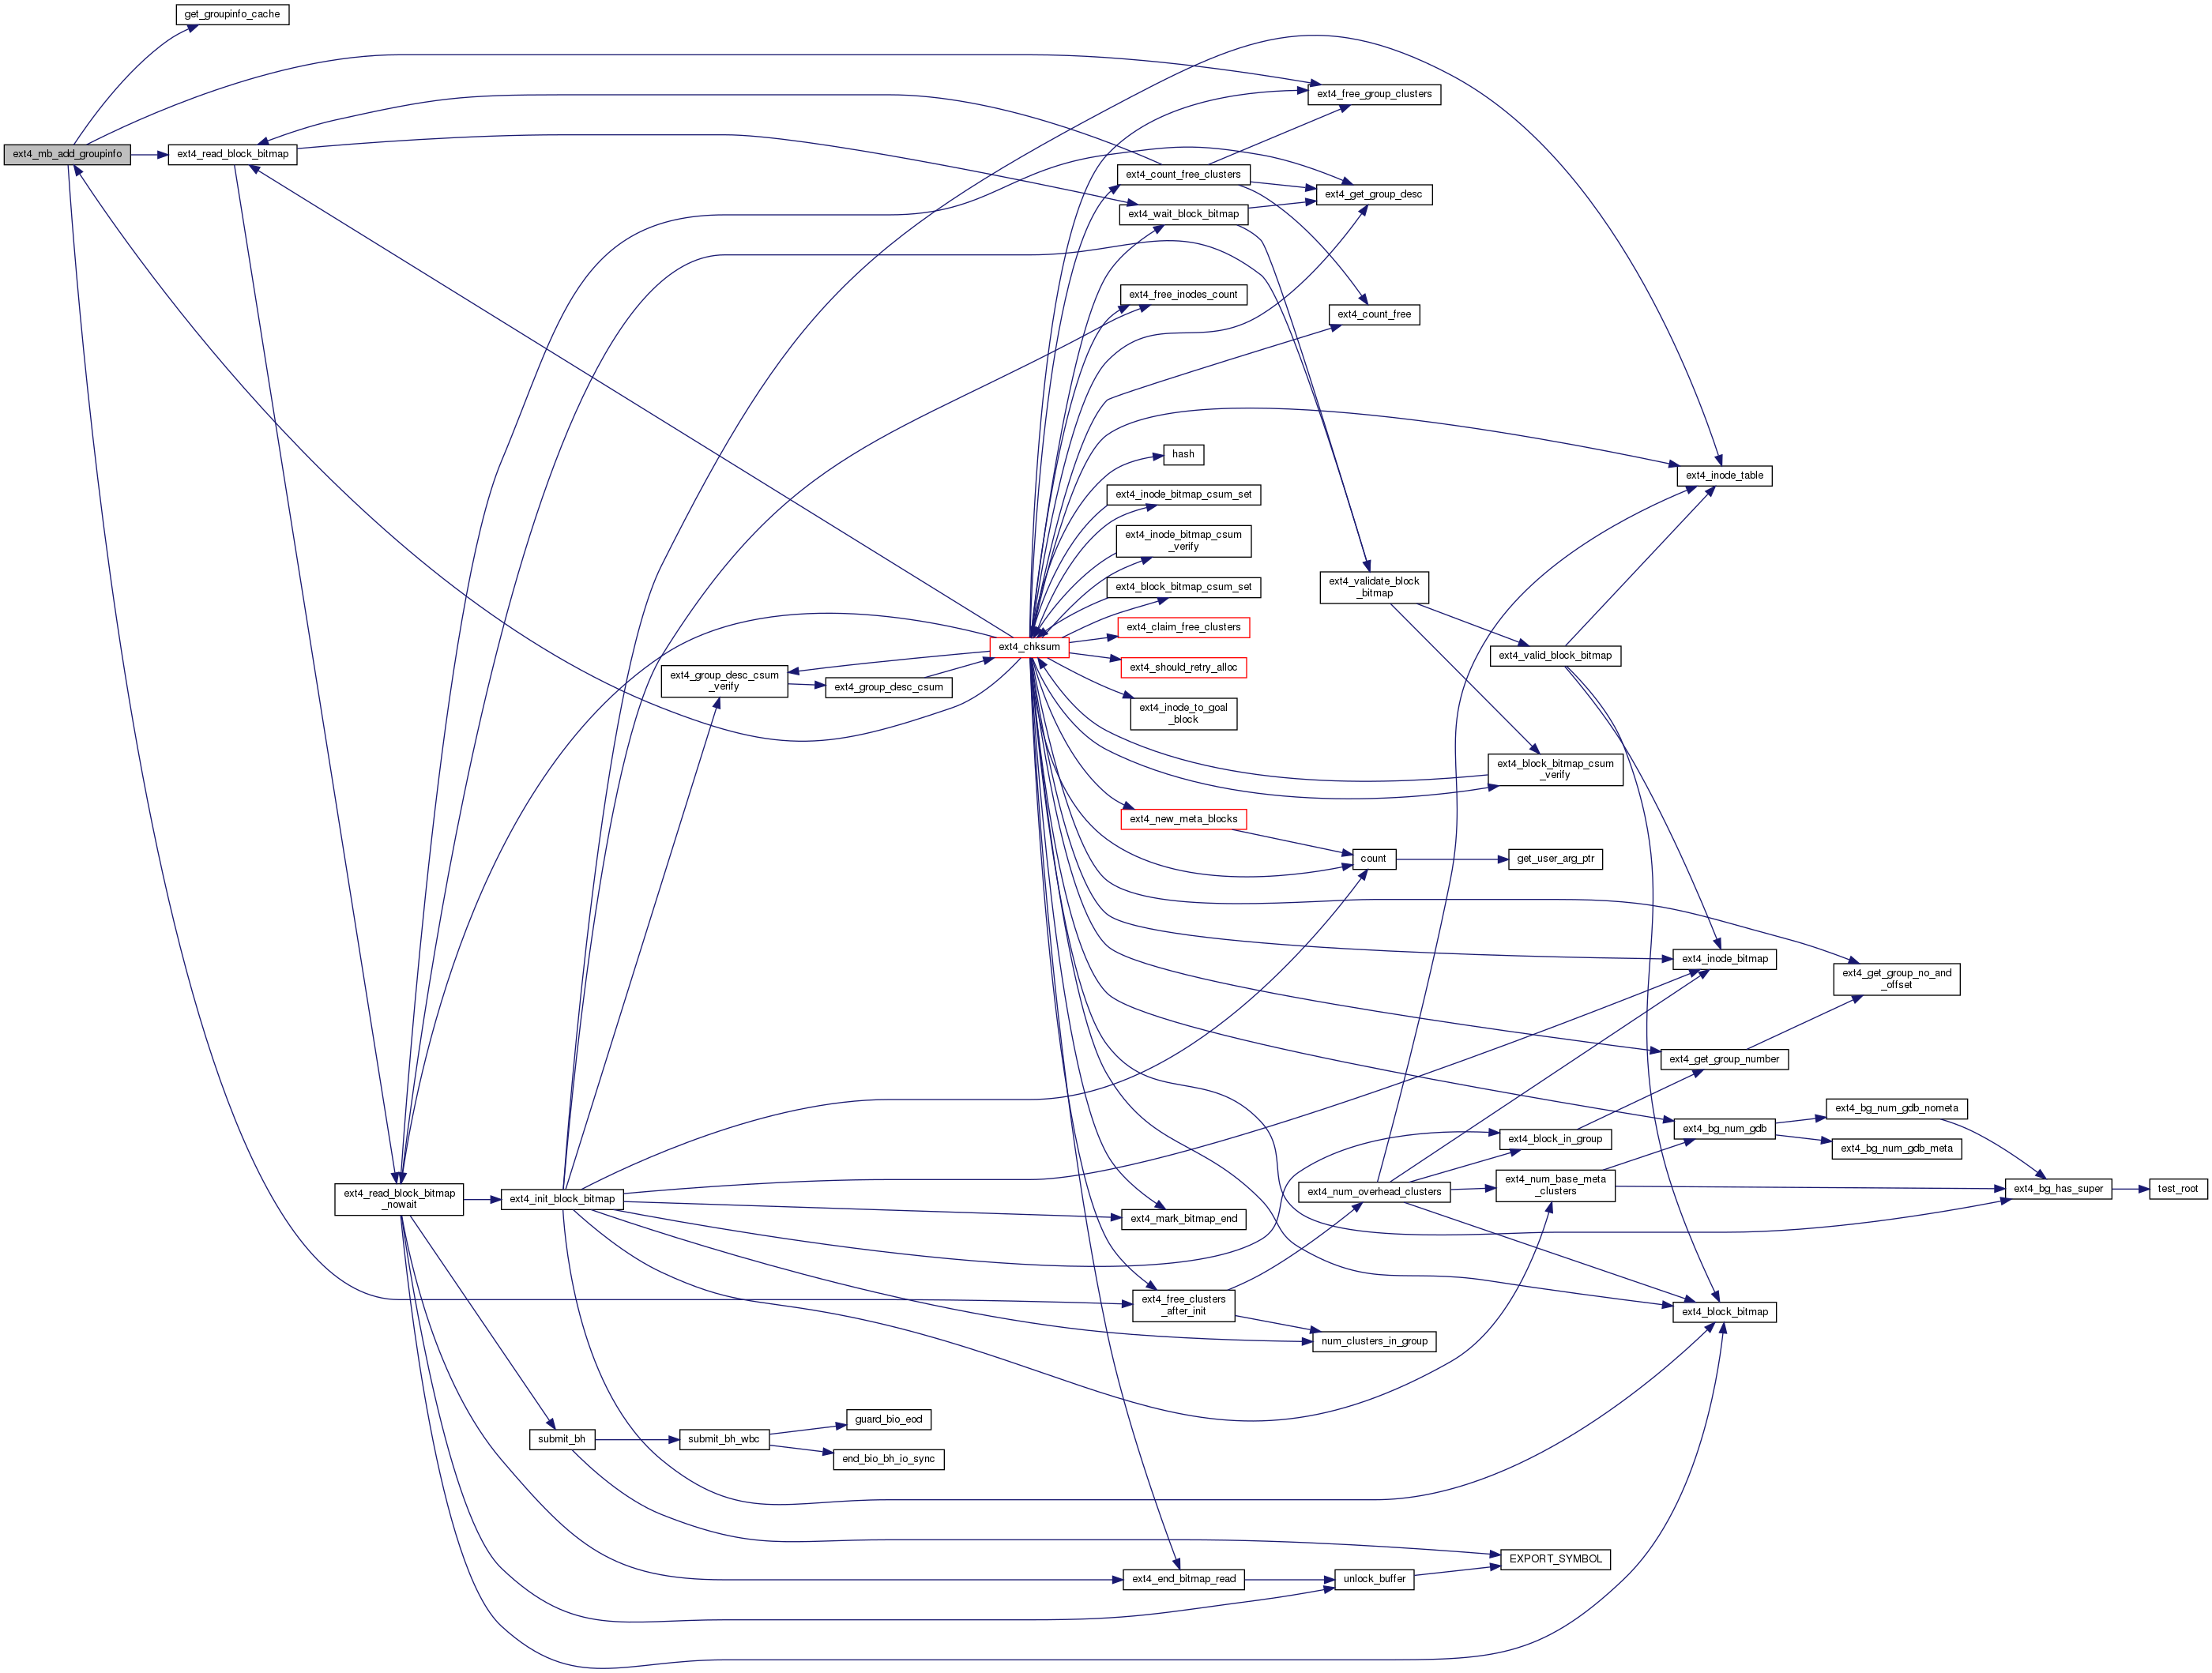 get_groupinfo_cache
ext4_free_group_clusters
ext4_mb_add_groupinfo
ext4_read_block_bitmap
ext4_count_free_clusters
ext4_get_group_desc
ext4_wait_block_bitmap
ext4_free_inodes_count
ext4_count_free
hash
ext4_inode_table
ext4_inode_bitmap_csum_set
ext4_inode_bitmap_csum
_verify
ext4_block_bitmap_csum_set
ext4_validate_block
_bitmap
ext4_claim_free_clusters
ext4_chksum
ext4_valid_block_bitmap
ext4_should_retry_alloc
ext4_group_desc_csum
_verify
ext4_group_desc_csum
ext4_inode_to_goal
_block
ext4_block_bitmap_csum
_verify
ext4_new_meta_blocks
count
get_user_arg_ptr
ext4_inode_bitmap
ext4_get_group_no_and
_offset
ext4_get_group_number
ext4_bg_num_gdb_nometa
ext4_bg_num_gdb
ext4_block_in_group
ext4_bg_num_gdb_meta
ext4_read_block_bitmap
_nowait
ext4_init_block_bitmap
ext4_num_overhead_clusters
ext4_num_base_meta
_clusters
ext4_bg_has_super
test_root
ext4_mark_bitmap_end
ext4_free_clusters
_after_init
ext4_block_bitmap
num_clusters_in_group
guard_bio_eod
submit_bh
submit_bh_wbc
end_bio_bh_io_sync
EXPORT_SYMBOL
ext4_end_bitmap_read
unlock_buffer